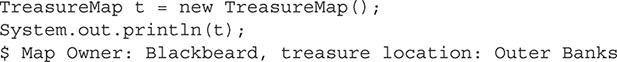 TreasureMap t = new TreasureMap();
System.out.println(t);
$ Map Owner: Blackbeard, treasure location: Outer Banks